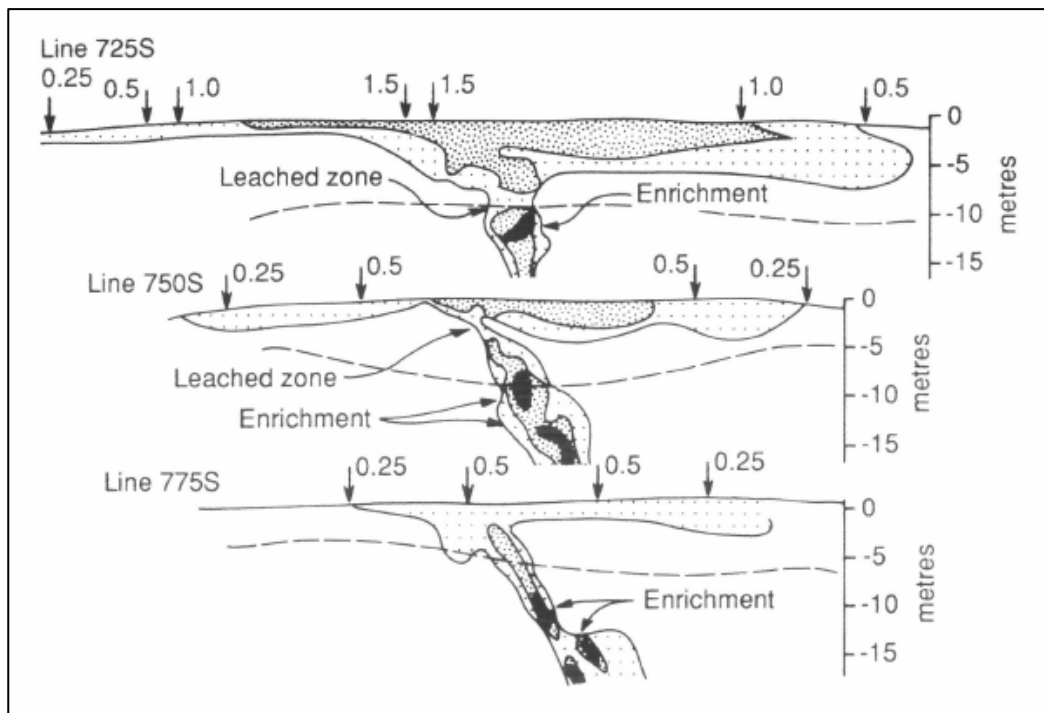 Line 725S
0.25 0.5 1.0 1.5 1.5 1.0 0.5
0
-5
Leached zone
Enrichment
-10
-15
metres
Line 750S
0.25 0.5 0.5 0.25
0
-5
Leached zone
-10
Enrichment
-15
metres
Line 775S
0.25 0.5 0.5 0.25
0
-5
Enrichment
-10
-15
metres